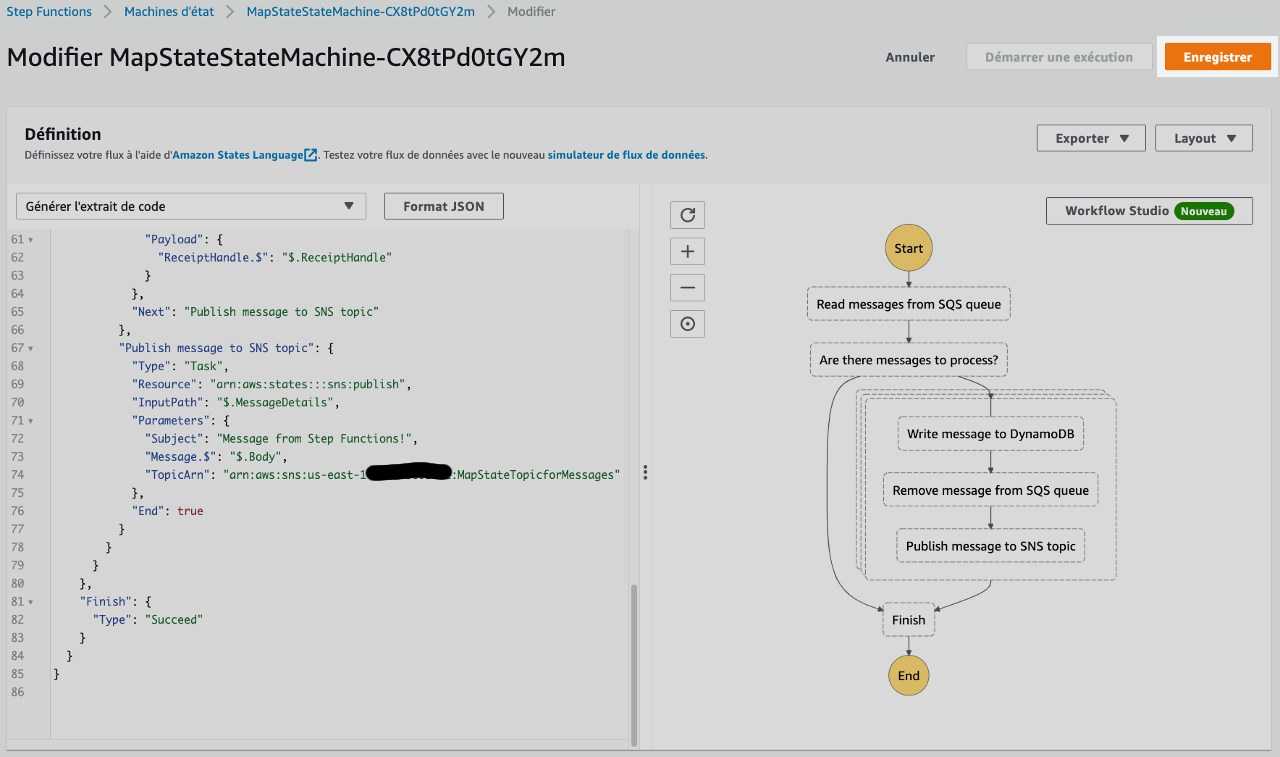 Step Functions > Machines d'état > MapStateStateMachine-CX8tPd0tGY2m > Modifier
Modifier MapStateStateMachine-CX8tPd0tGY2m
Annuler
Démarrer une exécution
Enregistrer
Définition
Définissez votre flux à l'aide d'Amazon States Language. Testez votre flux de données avec le nouveau simulateur de flux de données.
Exporter
Layout
Générer l'extrait de code
Format JSON
61 "Payload": {
62 "ReceiptHandle.$": "$.ReceiptHandle"
63 }
64 },
65 "Next": "Publish message to SNS topic"
66 },
67 "Publish message to SNS topic": {
68 "Type": "Task",
69 "Resource": "arn:aws:states:::sns:publish",
70 "InputPath": "$.MessageDetails",
71 "Parameters": {
72 "Subject": "Message from Step Functions!",
73 "Message.$": "$.Body",
74 "TopicArn": "arn:aws:sns:us-east-1 :MapStateTopicforMessages"
75 },
76 "End": true
77 }
78 }
79 }
80 },
81 "Finish": {
82 "Type": "Succeed"
83 }
84 }
85 }
86
Workflow Studio Nouveau
Start
Read messages from SQS queue
Are there messages to process?
Write message to DynamoDB
Remove message from SQS queue
Publish message to SNS topic
Finish
End